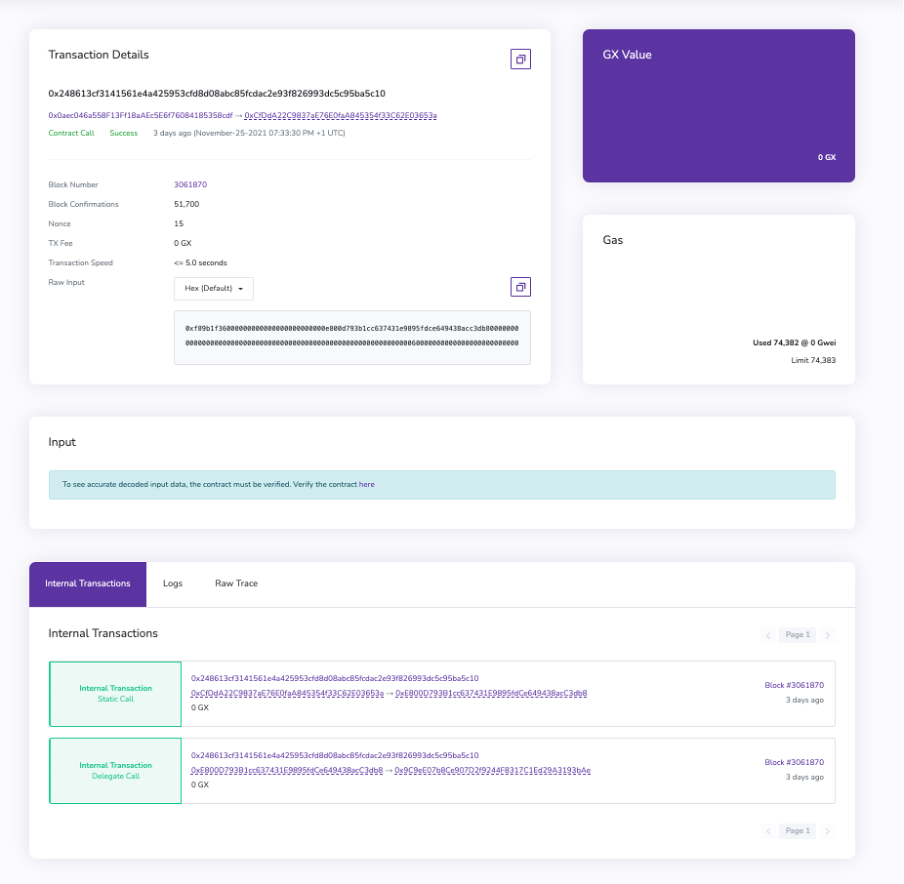 Transaction Details
0x248613cf3141561e4a425953cfd8d08abc85fcdac2e93f826993dc5c95ba5c10
0x0aec046a558F13Ff18aAEc5E6f76084185358cdf → 0xCfDdA22C9837aE76E0faA845354f33C62E03653a
Contract Call Success 3 days ago (November-25-2021 07:33:30 PM +1 UTC)
Block Number 3061870
Block Confirmations 51,700
Nonce 15
TX Fee 0 GX
Transaction Speed <= 5.0 seconds
Raw Input Hex (Default)
GX Value
0 GX
Gas
Used 74,382 @ 0 Gwei
Limit 74,383
Input
To see accurate decoded input data, the contract must be verified. Verify the contract here
Internal Transactions Logs Raw Trace
Internal Transactions
Page 1
Internal Transaction
Static Call
0x248613cf3141561e4a425953cfd8d08abc85fcdac2e93f826993dc5c95ba5c10
0xCfDdA22C9837aE76E0faA845354f33C62E03653a → 0xE800D793B1cc637431E9895fdCe649438acC3db8
0 GX
Block #3061870
3 days ago
Internal Transaction
Delegate Call
0x248613cf3141561e4a425953cfd8d08abc85fcdac2e93f826993dc5c95ba5c10
0xE800D793B1cc637431E9895fdCe649438acC3db8 → 0x9C9eE07b8Ce907D2f9244F8317C1Ed29A3193bAe
0 GX
Block #3061870
3 days ago
Page 1